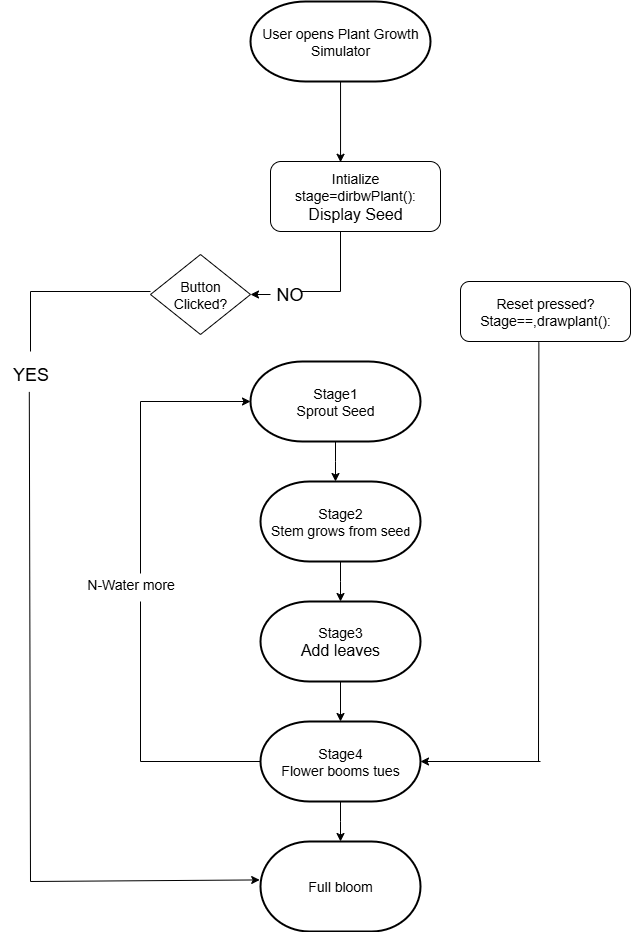 User opens Plant Growth
Simulator
Intialize
stage=dirbwPlant():
Display Seed
Button
Clicked?
NO
Reset pressed?
Stage==,drawplant():
YES
Stage1
Sprout Seed
Stage2
Stem grows from seed
N-Water more
Stage3
Add leaves
Stage4
Flower booms tues
Full bloom